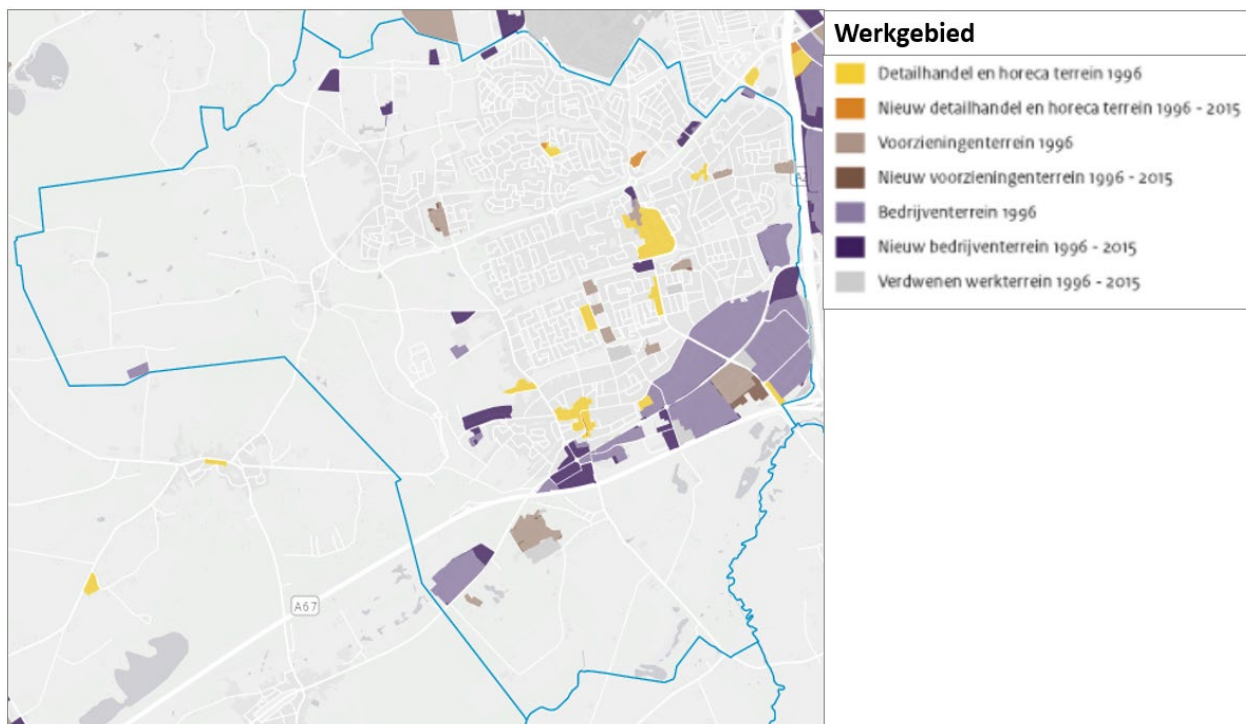 Werkgebied
Detailhandel en horeca terrein 1996
Nieuw detailhandel en horeca terrein 1996 - 2015
Voorzieningenterrein 1996
Nieuw voorzieningenterrein 1996 - 2015
Bedrijventerrein 1996
Nieuw bedrijventerrein 1996 - 2015
Verdwenen werkterrein 1996 - 2015
A2
A67